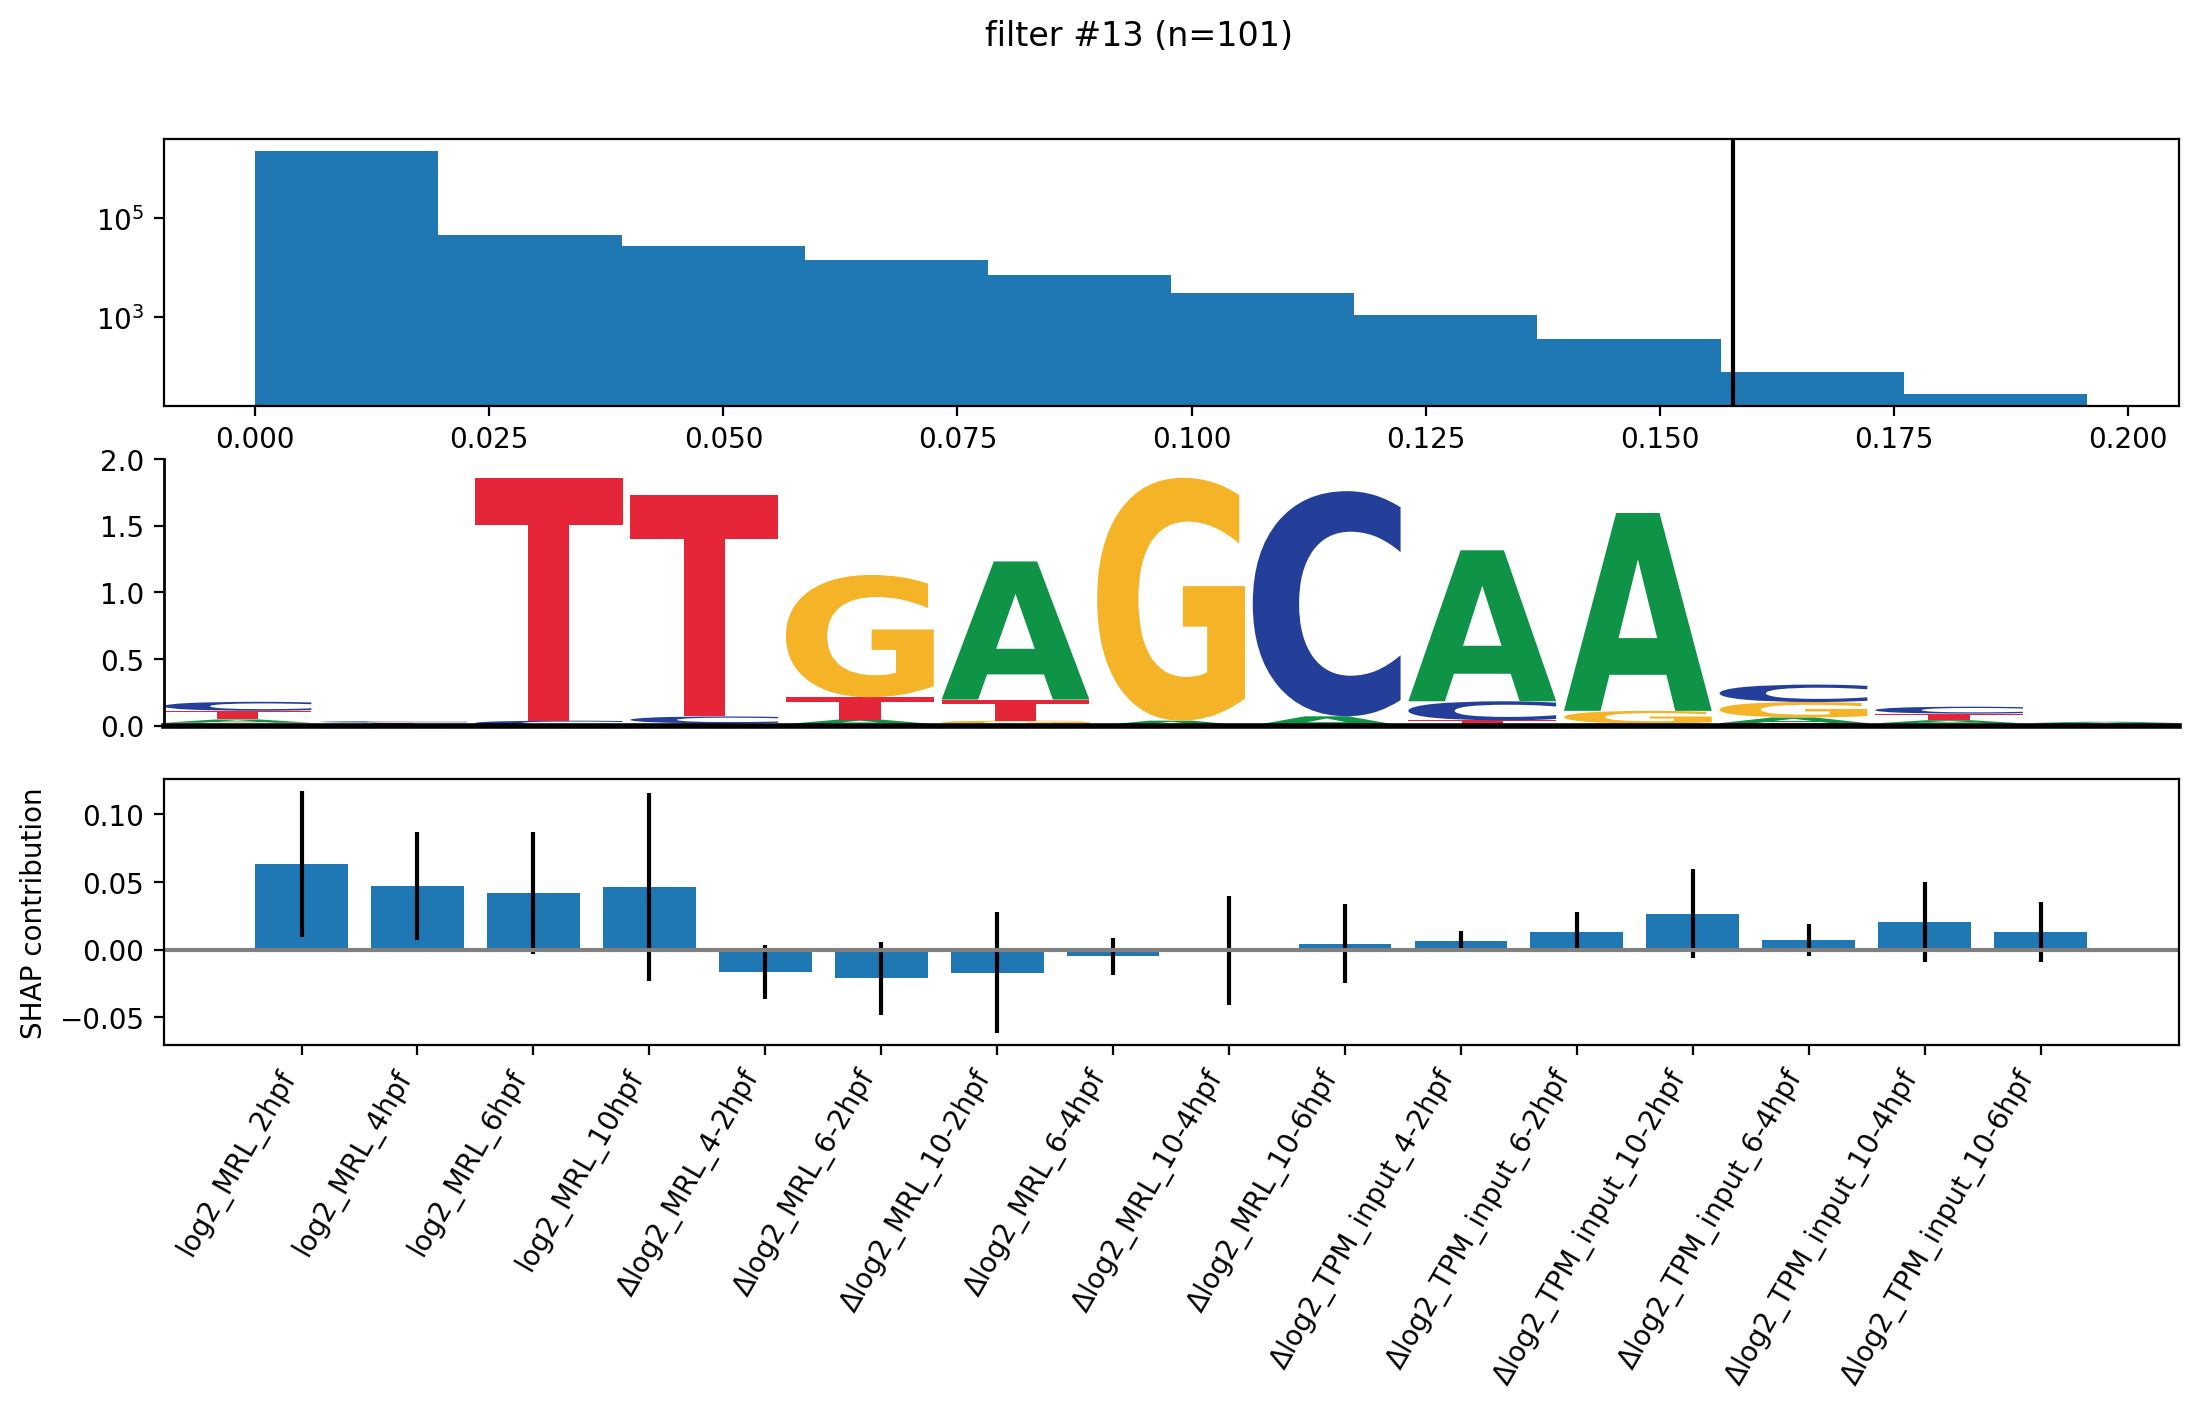 filter #13 (n=101)
10⁵
10³
0.000 0.025 0.050 0.075 0.100 0.125 0.150 0.175 0.200
2.0
1.5
1.0
0.5
0.0
TTGAGCAA
SHAP contribution
0.10
0.05
0.00
−0.05
log2_MRL_2hpf
log2_MRL_4hpf
log2_MRL_6hpf
log2_MRL_10hpf
Δlog2_MRL_4-2hpf
Δlog2_MRL_6-2hpf
Δlog2_MRL_10-2hpf
Δlog2_MRL_6-4hpf
Δlog2_MRL_10-4hpf
Δlog2_MRL_10-6hpf
Δlog2_TPM_input_4-2hpf
Δlog2_TPM_input_6-2hpf
Δlog2_TPM_input_10-2hpf
Δlog2_TPM_input_6-4hpf
Δlog2_TPM_input_10-4hpf
Δlog2_TPM_input_10-6hpf